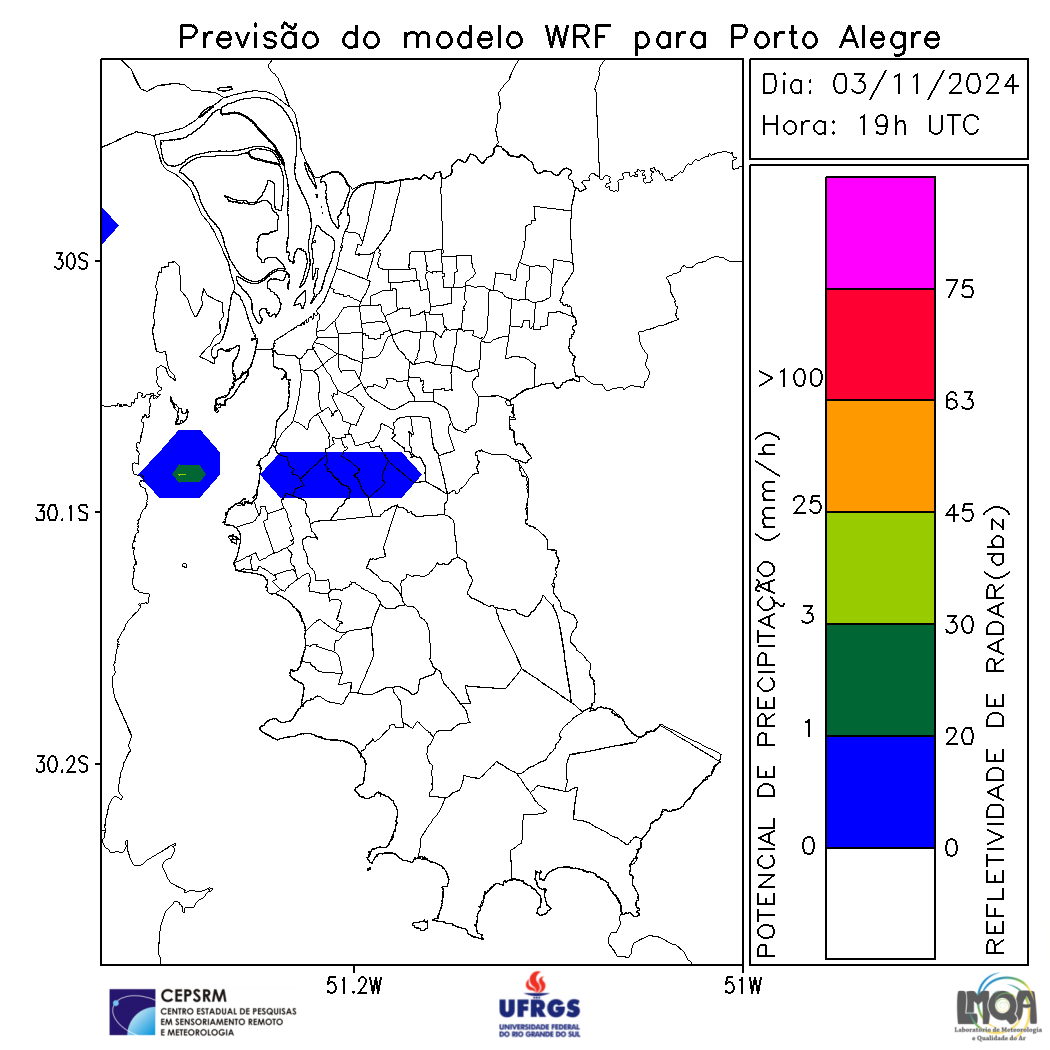 Previsão do modelo WRF para Porto Alegre
Dia: 03/11/2024
Hora: 19h UTC
30S
30.1S
30.2S
51.2W
51W
POTENCIAL DE PRECIPITAÇÃO (mm/h)
>100
25
3
1
0
75
63
45
30
20
0
REFLETIVIDADE DE RADAR(dbz)
CEPSRM
CENTRO ESTADUAL DE PESQUISAS
EM SENSORIAMENTO REMOTO
E METEOROLOGIA
UFRGS
UNIVERSIDADE FEDERAL
DO RIO GRANDE DO SUL
LMQA
Laboratório de Meteorologia
e Qualidade do Ar